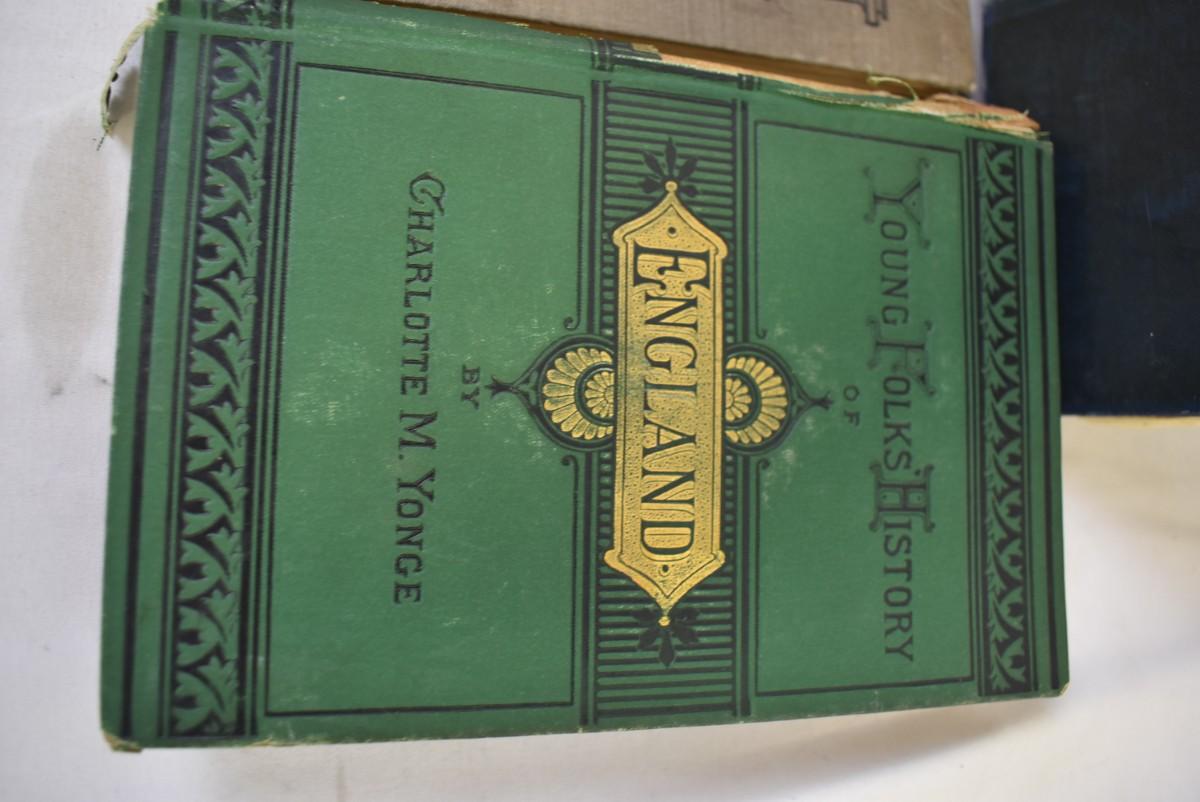 YOUNG FOLKS' HISTORY
OF
ENGLAND
BY
CHARLOTTE M. YONGE